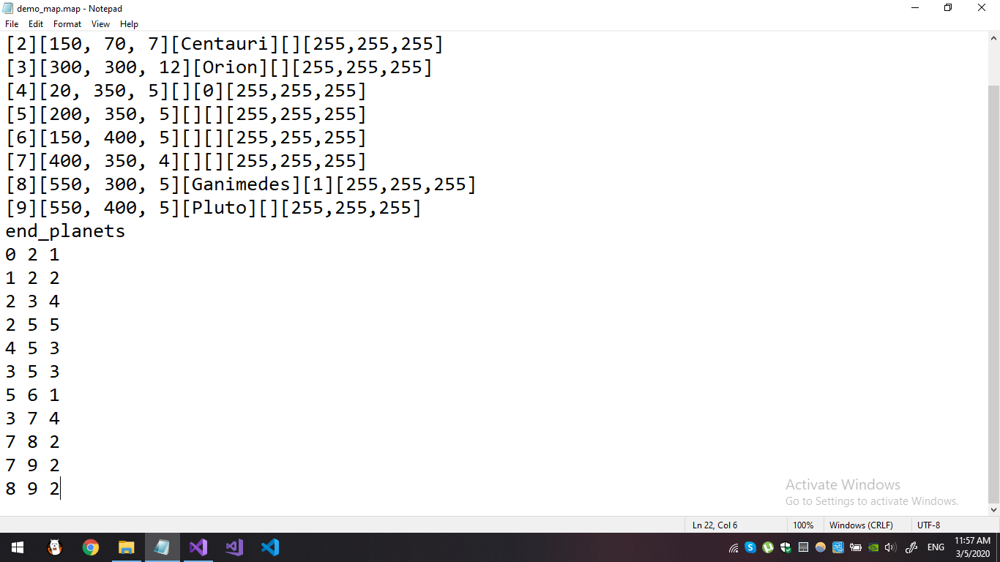 demo_map.map - Notepad
File Edit Format View Help
[2][150, 70, 7][Centauri][][255,255,255]
[3][300, 300, 12][Orion][][255,255,255]
[4][20, 350, 5][][0][255,255,255]
[5][200, 350, 5][][][255,255,255]
[6][150, 400, 5][][][255,255,255]
[7][400, 350, 4][][][255,255,255]
[8][550, 300, 5][Ganimedes][1][255,255,255]
[9][550, 400, 5][Pluto][][255,255,255]
end_planets
0 2 1
1 2 2
2 3 4
2 5 5
4 5 3
3 5 3
5 6 1
3 7 4
7 8 2
7 9 2
8 9 2
Activate Windows
Go to Settings to activate Windows.
Ln 22, Col 6 100% Windows (CRLF) UTF-8
ENG 11:57 AM
3/5/2020